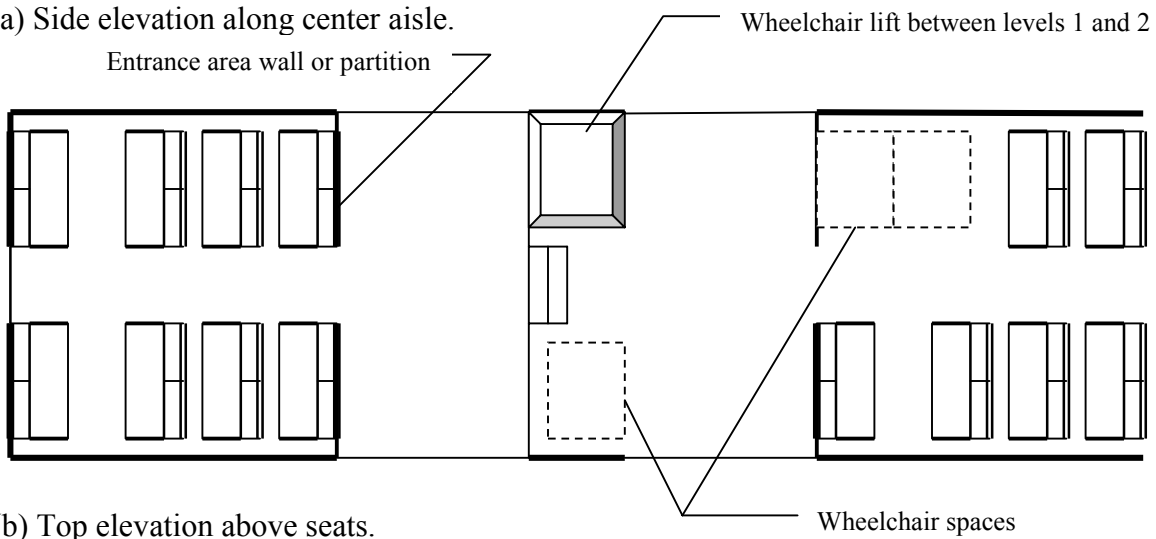 a) Side elevation along center aisle.
Wheelchair lift between levels 1 and 2
Entrance area wall or partition
Wheelchair spaces
b) Top elevation above seats.